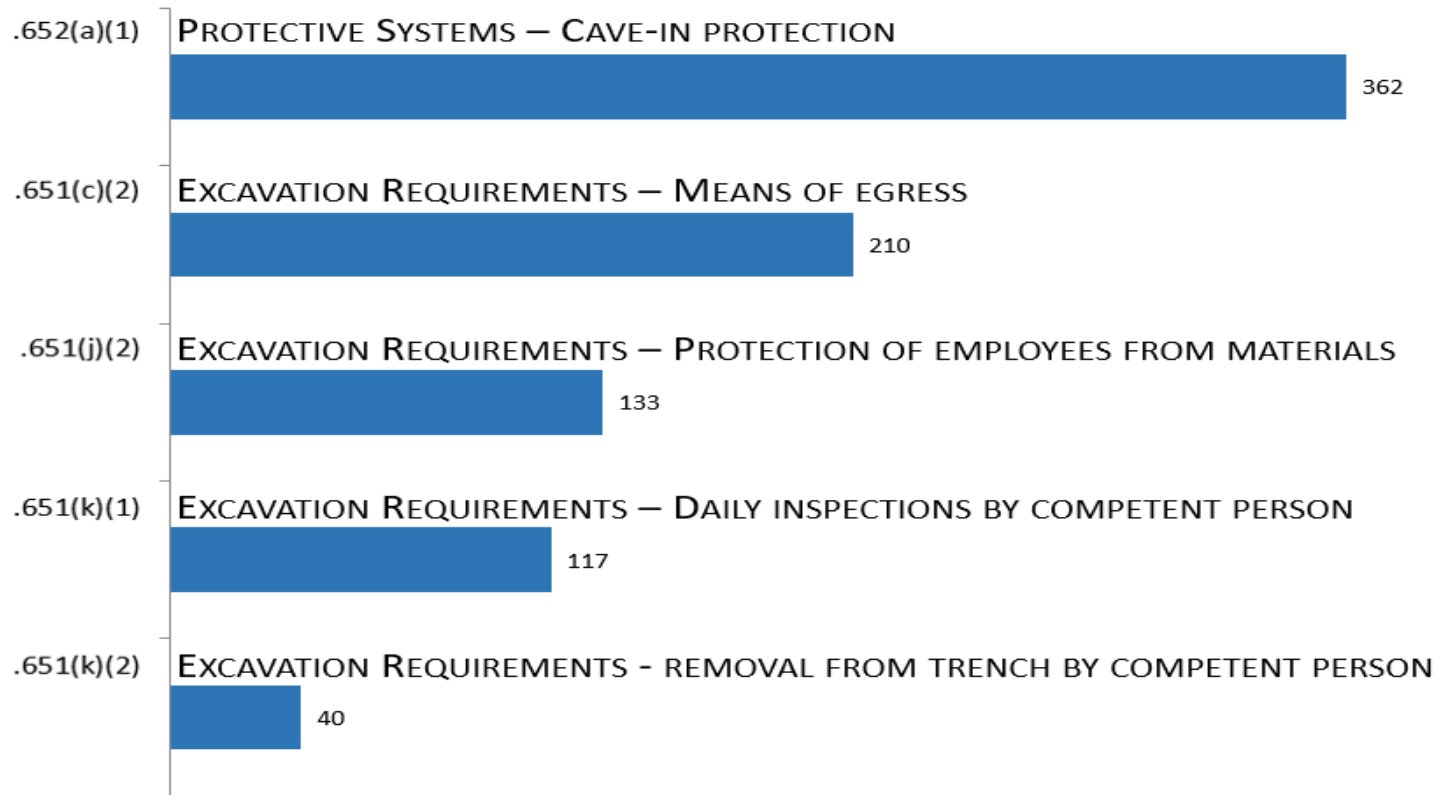 .652(a)(1) PROTECTIVE SYSTEMS – CAVE-IN PROTECTION
362
.651(c)(2) EXCAVATION REQUIREMENTS – MEANS OF EGRESS
210
.651(j)(2) EXCAVATION REQUIREMENTS – PROTECTION OF EMPLOYEES FROM MATERIALS
133
.651(k)(1) EXCAVATION REQUIREMENTS – DAILY INSPECTIONS BY COMPETENT PERSON
117
.651(k)(2) EXCAVATION REQUIREMENTS - REMOVAL FROM TRENCH BY COMPETENT PERSON
40